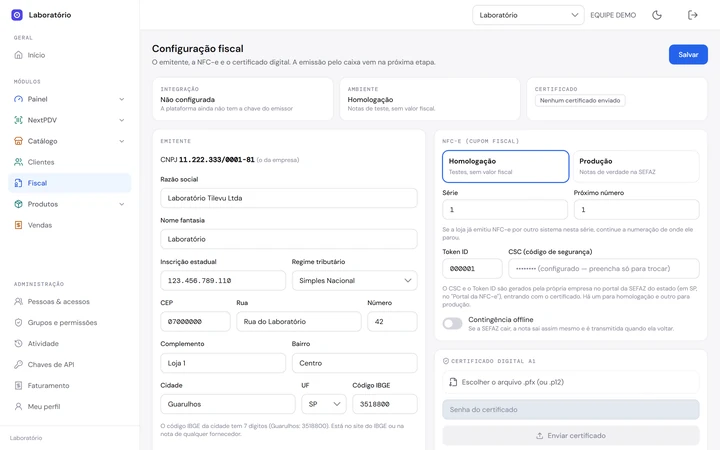 Laboratório
GERAL
Início
MÓDULOS
Painel
NextPDV
Catálogo
Clientes
Fiscal
Produtos
Vendas
ADMINISTRAÇÃO
Pessoas & acessos
Grupos e permissões
Atividade
Chaves de API
Faturamento
Meu perfil
Laboratório
Laboratório
EQUIPE DEMO
Configuração fiscal
O emitente, a NFC-e e o certificado digital. A emissão pelo caixa vem na próxima etapa.
Salvar
INTEGRAÇÃO
Não configurada
A plataforma ainda não tem a chave do emissor
AMBIENTE
Homologação
Notas de teste, sem valor fiscal.
CERTIFICADO
Nenhum certificado enviado
EMITENTE
CNPJ 11.222.333/0001-81 (o da empresa)
Razão social
Laboratório Tilevu Ltda
Nome fantasia
Laboratório
Inscrição estadual
Regime tributário
123.456.789.110
Simples Nacional
CEP
Rua
Número
07000000
Rua do Laboratório
42
Complemento
Bairro
Loja 1
Centro
Cidade
UF
Código IBGE
Guarulhos
SP
3518800
O código IBGE da cidade tem 7 dígitos (Guarulhos: 3518800). Está no site do IBGE ou na
nota de qualquer fornecedor.
NFC-E (CUPOM FISCAL)
Homologação
Testes, sem valor fiscal
Produção
Notas de verdade na SEFAZ
Série
Próximo número
1
1
Se a loja já emitiu NFC-e por outro sistema nesta série, continue a numeração de onde ele
parou.
Token ID
CSC (código de segurança)
000001
•••••••• (configurado — preencha só para trocar)
O CSC e o Token ID são gerados pela própria empresa no portal da SEFAZ do estado (em SP,
no "Portal da NFC-e"), entrando com o certificado. Há um para homologação e outro para
produção.
Contingência offline
Se a SEFAZ cair, a nota sai assim mesmo e é transmitida quando ela voltar.
CERTIFICADO DIGITAL A1
Escolher o arquivo .pfx (ou .p12)
Senha do certificado
Enviar certificado